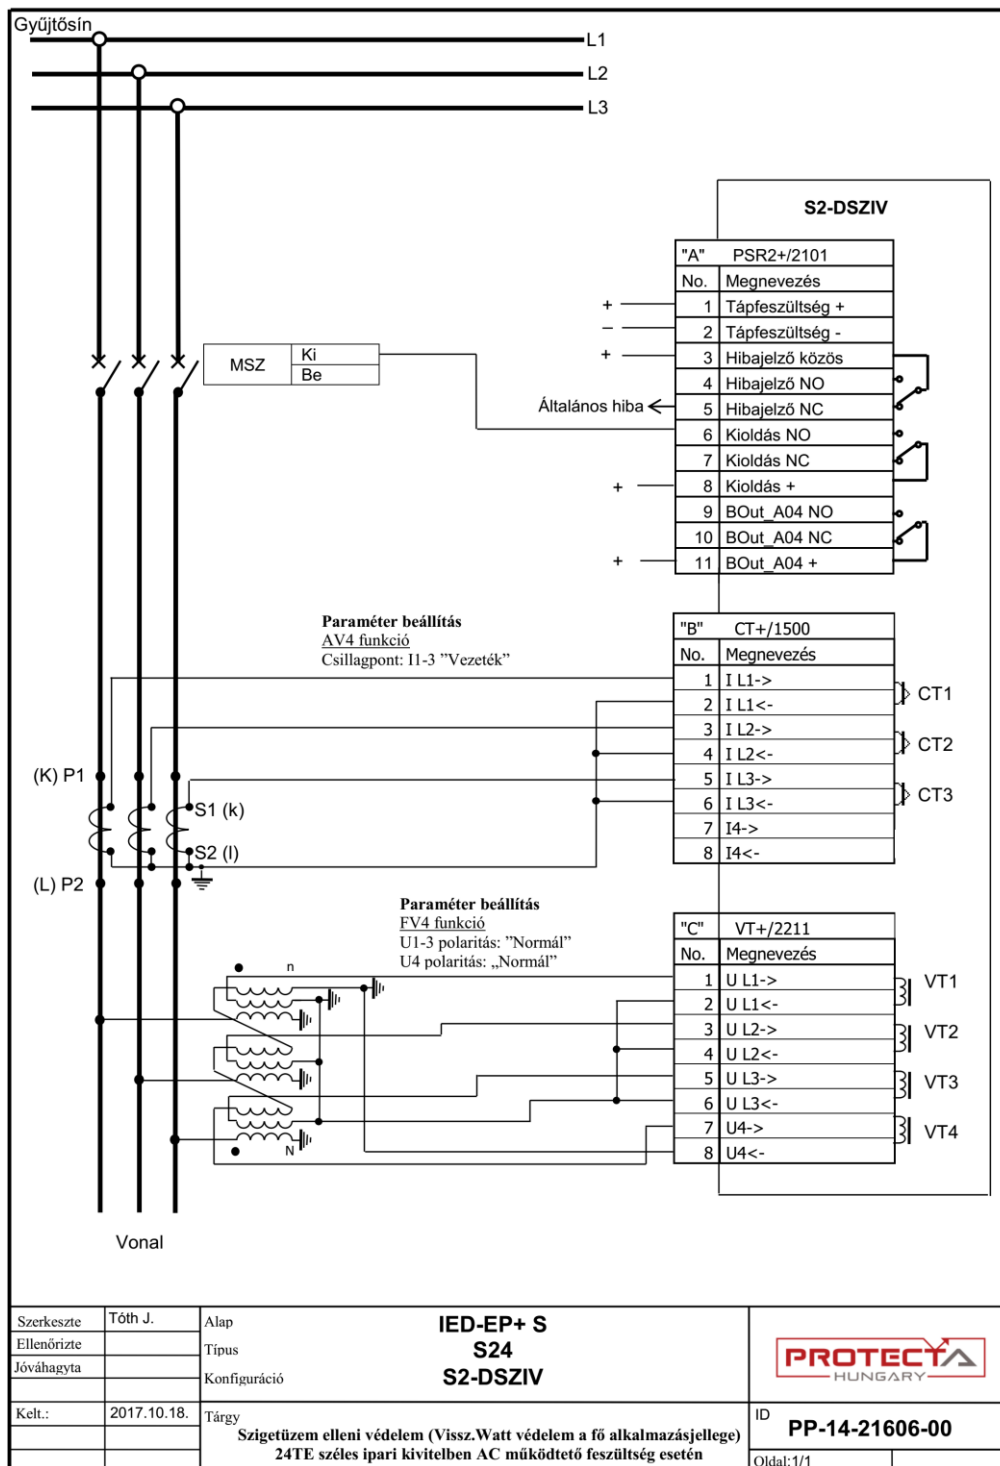 Gyűjtősín
L1
L2
L3
S2-DSZIV
"A" PSR2+/2101
No. Megnevezés
+ 1 Tápfeszültség +
– 2 Tápfeszültség -
+ 3 Hibajelző közös
4 Hibajelző NO
Általános hiba 5 Hibajelző NC
6 Kioldás NO
7 Kioldás NC
+ 8 Kioldás +
9 BOut_A04 NO
10 BOut_A04 NC
+ 11 BOut_A04 +
MSZ
Ki
Be
Paraméter beállítás
AV4 funkció
Csillagpont: I1-3 ”Vezeték”
"B" CT+/1500
No. Megnevezés
1 I L1->
2 I L1<-
3 I L2->
4 I L2<-
5 I L3->
6 I L3<-
7 I4->
8 I4<-
CT1
CT2
CT3
(K) P1
S1 (k)
S2 (l)
(L) P2
Paraméter beállítás
FV4 funkció
U1-3 polaritás: ”Normál”
U4 polaritás: „Normál”
"C" VT+/2211
No. Megnevezés
1 U L1->
2 U L1<-
3 U L2->
4 U L2<-
5 U L3->
6 U L3<-
7 U4->
8 U4<-
VT1
VT2
VT3
VT4
n
N
Vonal
Szerkeszte Tóth J.
Ellenőrizte
Jóváhagyta
Kelt.: 2017.10.18.
Alap IED-EP+ S
Típus S24
Konfiguráció S2-DSZIV
Tárgy
Szigetüzem elleni védelem (Vissz.Watt védelem a fő alkalmazásjellege)
24TE széles ipari kivitelben AC működtető feszültség esetén
PROTECTA
HUNGARY
ID
PP-14-21606-00
Oldal:1/1